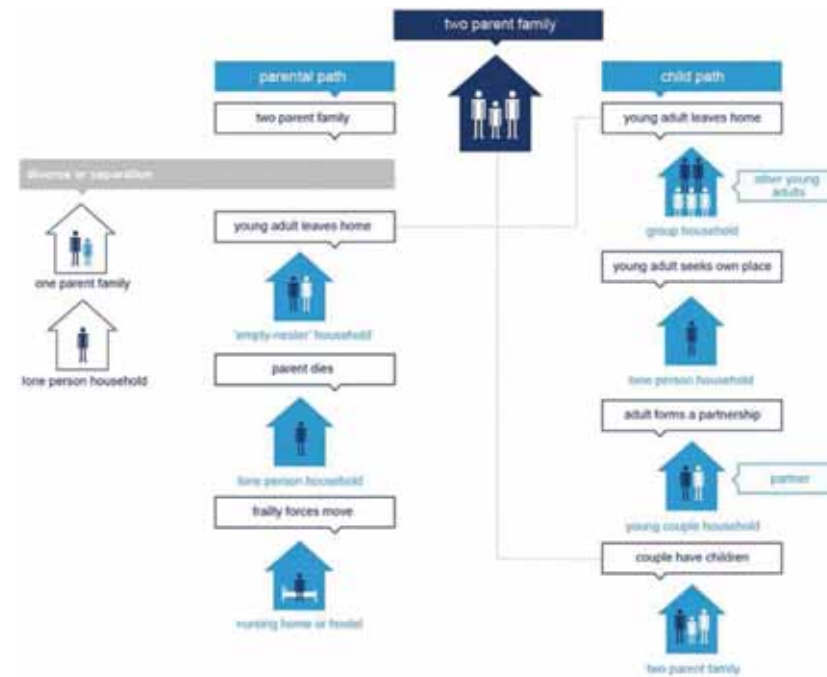 two parent family
parental path
two parent family
divorce or separation
one parent family
lone person household
young adult leaves home
'empty-nester' household
parent dies
lone person household
frailty forces move
nursing home or hostel
child path
young adult leaves home
other young
adults
group household
young adult seeks own place
lone person household
adult forms a partnership
partner
young couple household
couple have children
two parent family